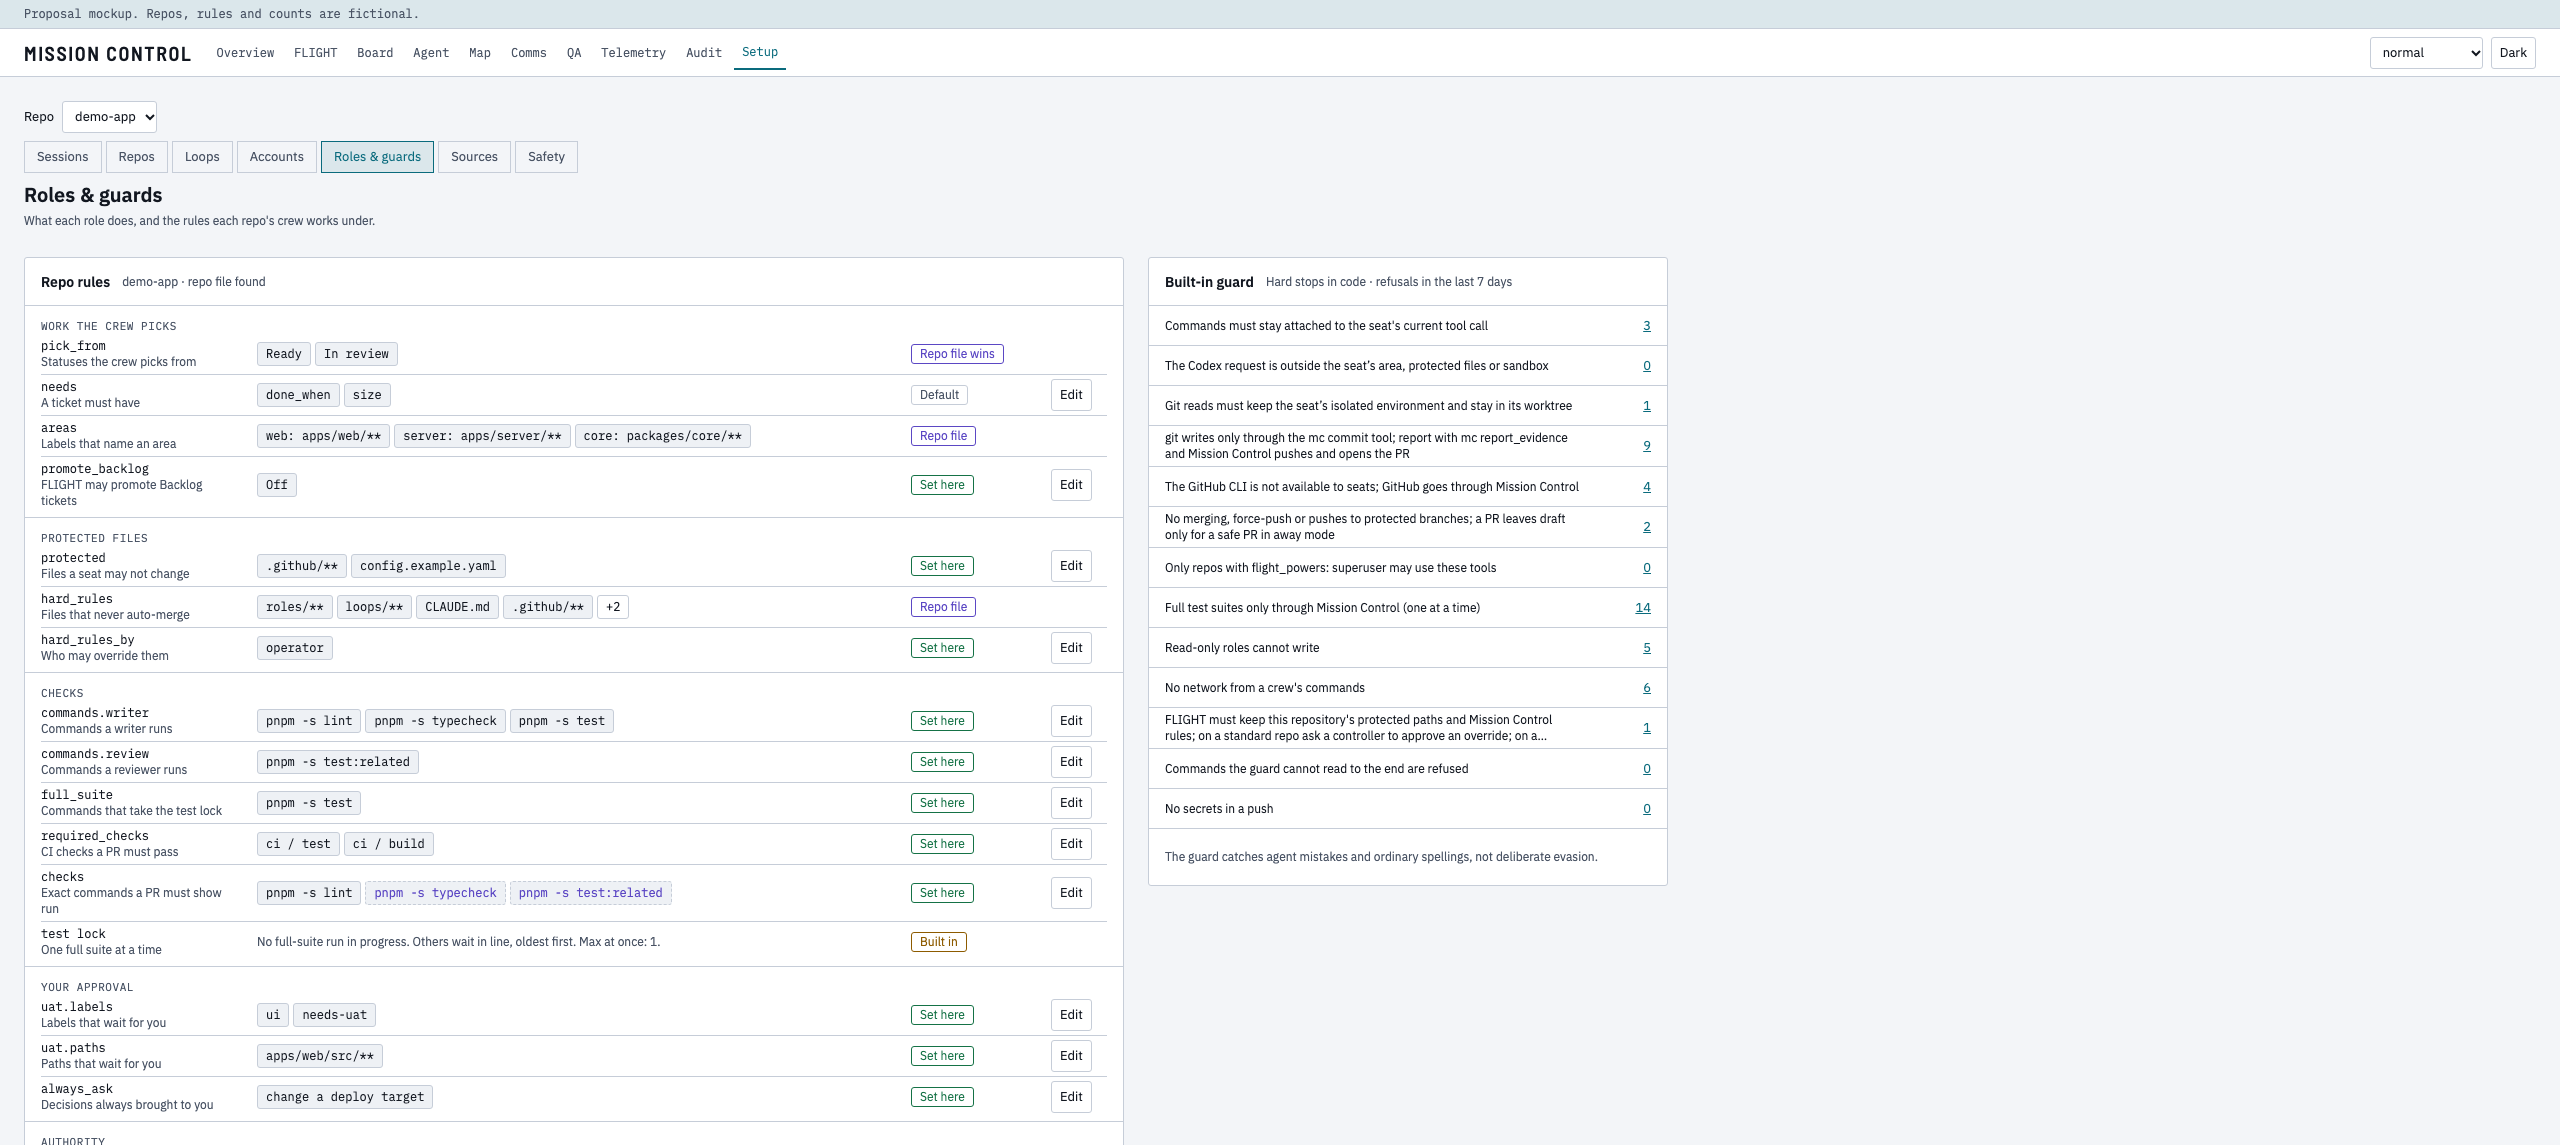 Proposal mockup. Repos, rules and counts are fictional.
MISSION CONTROL Overview FLIGHT Board Agent Map Comms QA Telemetry Audit Setup normal Dark
Repo demo-app
Sessions Repos Loops Accounts Roles & guards Sources Safety
Roles & guards
What each role does, and the rules each repo's crew works under.
Repo rules demo-app · repo file found
WORK THE CREW PICKS
pick_from
Statuses the crew picks from
Ready In review Repo file wins
needs
A ticket must have
done_when size Default Edit
areas
Labels that name an area
web: apps/web/** server: apps/server/** core: packages/core/** Repo file
promote_backlog
FLIGHT may promote Backlog
tickets
Off Set here Edit
PROTECTED FILES
protected
Files a seat may not change
.github/** config.example.yaml Set here Edit
hard_rules
Files that never auto-merge
roles/** loops/** CLAUDE.md .github/** +2 Repo file
hard_rules_by
Who may override them
operator Set here Edit
CHECKS
commands.writer
Commands a writer runs
pnpm -s lint pnpm -s typecheck pnpm -s test Set here Edit
commands.review
Commands a reviewer runs
pnpm -s test:related Set here Edit
full_suite
Commands that take the test lock
pnpm -s test Set here Edit
required_checks
CI checks a PR must pass
ci / test ci / build Set here Edit
checks
Exact commands a PR must show
run
pnpm -s lint pnpm -s typecheck pnpm -s test:related Set here Edit
test lock
One full suite at a time
No full-suite run in progress. Others wait in line, oldest first. Max at once: 1. Built in
YOUR APPROVAL
uat.labels
Labels that wait for you
ui needs-uat Set here Edit
uat.paths
Paths that wait for you
apps/web/src/** Set here Edit
always_ask
Decisions always brought to you
change a deploy target Set here Edit
AUTHORITY
Built-in guard Hard stops in code · refusals in the last 7 days
Commands must stay attached to the seat's current tool call 3
The Codex request is outside the seat’s area, protected files or sandbox 0
Git reads must keep the seat’s isolated environment and stay in its worktree 1
git writes only through the mc commit tool; report with mc report_evidence
and Mission Control pushes and opens the PR 9
The GitHub CLI is not available to seats; GitHub goes through Mission Control 4
No merging, force-push or pushes to protected branches; a PR leaves draft
only for a safe PR in away mode 2
Only repos with flight_powers: superuser may use these tools 0
Full test suites only through Mission Control (one at a time) 14
Read-only roles cannot write 5
No network from a crew's commands 6
FLIGHT must keep this repository's protected paths and Mission Control
rules; on a standard repo ask a controller to approve an override; on a... 1
Commands the guard cannot read to the end are refused 0
No secrets in a push 0
The guard catches agent mistakes and ordinary spellings, not deliberate evasion.